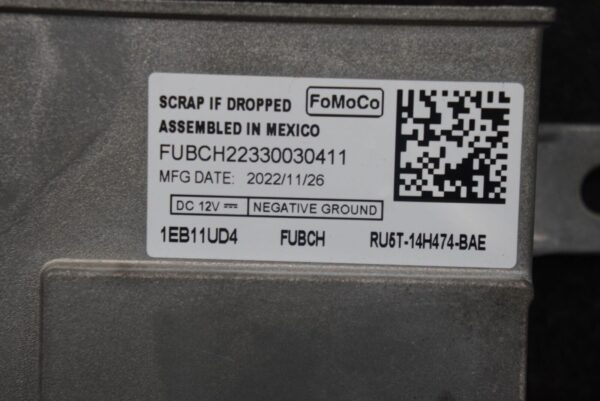 SCRAP IF DROPPED FoMoCo
ASSEMBLED IN MEXICO
FUBCH22330030411
MFG DATE: 2022/11/26
DC 12V ⎓ NEGATIVE GROUND
1EB11UD4 FUBCH RU5T-14H474-BAE